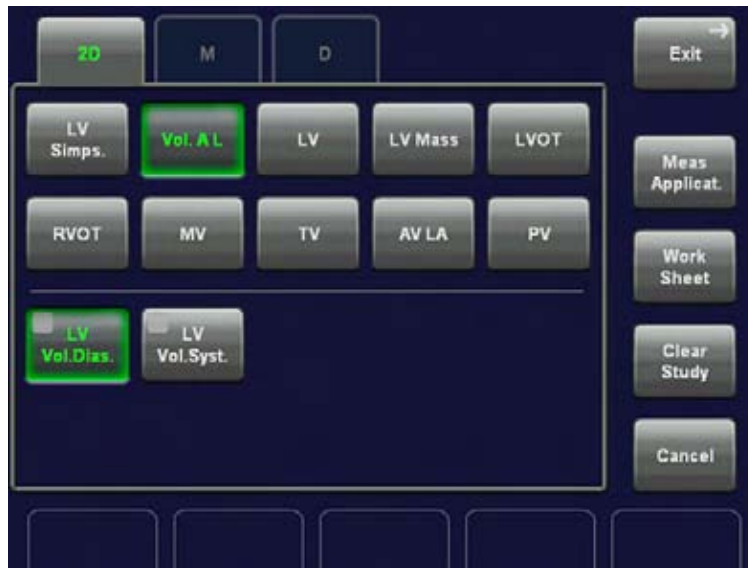 2D
M
D
Exit
LV
Simps.
Vol. A L
LV
LV Mass
LVOT
Meas
Applicat.
RVOT
MV
TV
AV LA
PV
Work
Sheet
LV
Vol.Dias.
LV
Vol.Syst.
Clear
Study
Cancel